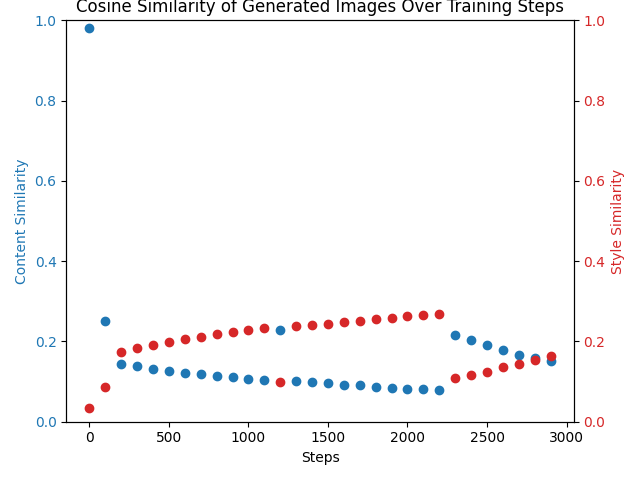 Cosine Similarity of Generated Images Over Training Steps
1.0
0.8
0.6
0.4
0.2
0.0
Content Similarity
1.0
0.8
0.6
0.4
0.2
0.0
Style Similarity
0 500 1000 1500 2000 2500 3000
Steps